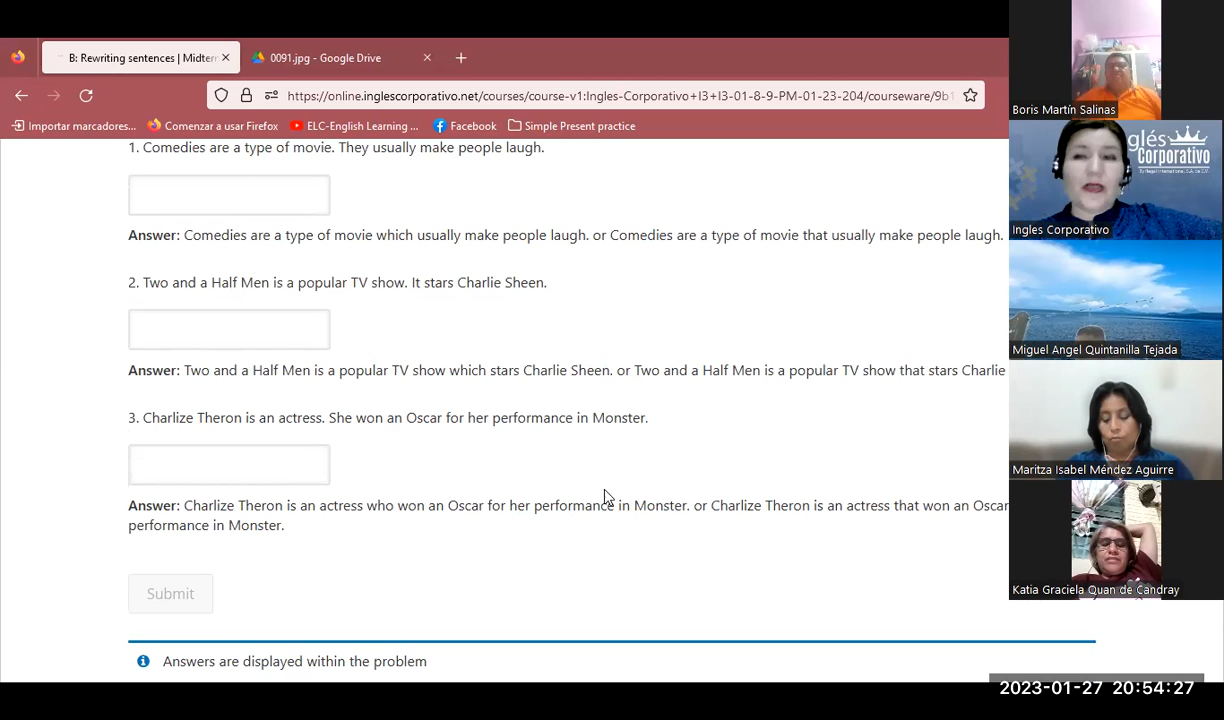 B: Rewriting sentences | Midterm
0091.jpg - Google Drive
https://online.inglescorporativo.net/courses/course-v1:Ingles-Corporativo+I3+I3-01-8-9-PM-01-23-204/courseware/9b1
Importar marcadores...
Comenzar a usar Firefox
ELC-English Learning ...
Facebook
Simple Present practice
1. Comedies are a type of movie. They usually make people laugh.
Answer: Comedies are a type of movie which usually make people laugh. or Comedies are a type of movie that usually make people laugh.
2. Two and a Half Men is a popular TV show. It stars Charlie Sheen.
Answer: Two and a Half Men is a popular TV show which stars Charlie Sheen. or Two and a Half Men is a popular TV show that stars Charlie
3. Charlize Theron is an actress. She won an Oscar for her performance in Monster.
Answer: Charlize Theron is an actress who won an Oscar for her performance in Monster. or Charlize Theron is an actress that won an Oscar
performance in Monster.
Submit
Answers are displayed within the problem
Boris Martín Salinas
glés
Corporativo
Ingles Corporativo
Miguel Angel Quintanilla Tejada
Maritza Isabel Méndez Aguirre
Katia Graciela Quan de Candray
2023-01-27 20:54:27